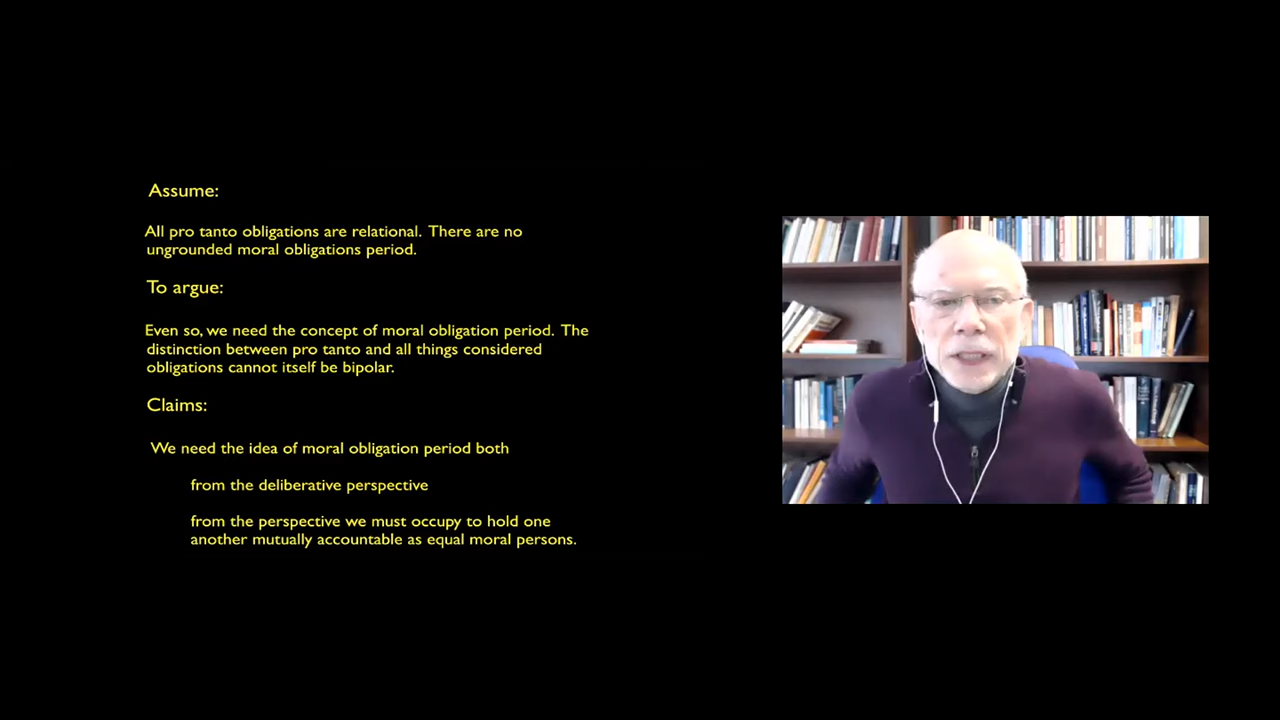 Assume:
All pro tanto obligations are relational. There are no
ungrounded moral obligations period.
To argue:
Even so, we need the concept of moral obligation period. The
distinction between pro tanto and all things considered
obligations cannot itself be bipolar.
Claims:
We need the idea of moral obligation period both
from the deliberative perspective
from the perspective we must occupy to hold one
another mutually accountable as equal moral persons.